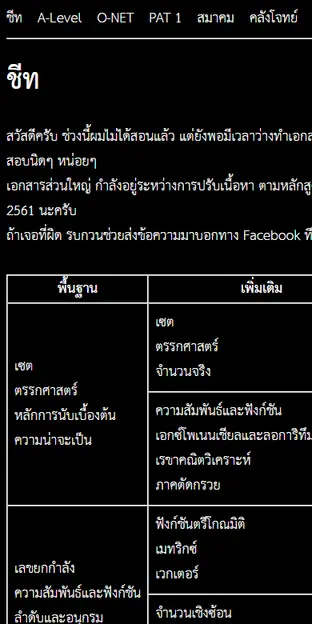 ชีท A-Level O-NET PAT 1 สมาคม คลังโจทย์
ชีท
สวัสดีครับ ช่วงนี้ผมไม่ได้สอนแล้ว แต่ยังพอมีเวลาว่างทำเอกส
สอบนิดๆ หน่อยๆ
เอกสารส่วนใหญ่ กำลังอยู่ระหว่างการปรับเนื้อหา ตามหลักสู
2561 นะครับ
ถ้าเจอที่ผิด รบกวนช่วยส่งข้อความมาบอกทาง Facebook ที
พื้นฐาน
เพิ่มเติม
เซต
ตรรกศาสตร์
หลักการนับเบื้องต้น
ความน่าจะเป็น
เซต
ตรรกศาสตร์
จำนวนจริง
ความสัมพันธ์และฟังก์ชัน
เอกซ์โพเนนเชียลและลอการิทึม
เรขาคณิตวิเคราะห์
ภาคตัดกรวย
เลขยกกำลัง
ความสัมพันธ์และฟังก์ชัน
ลำดับและอนุกรม
ฟังก์ชันตรีโกณมิติ
เมทริกซ์
เวกเตอร์
จำนวนเชิงซ้อน